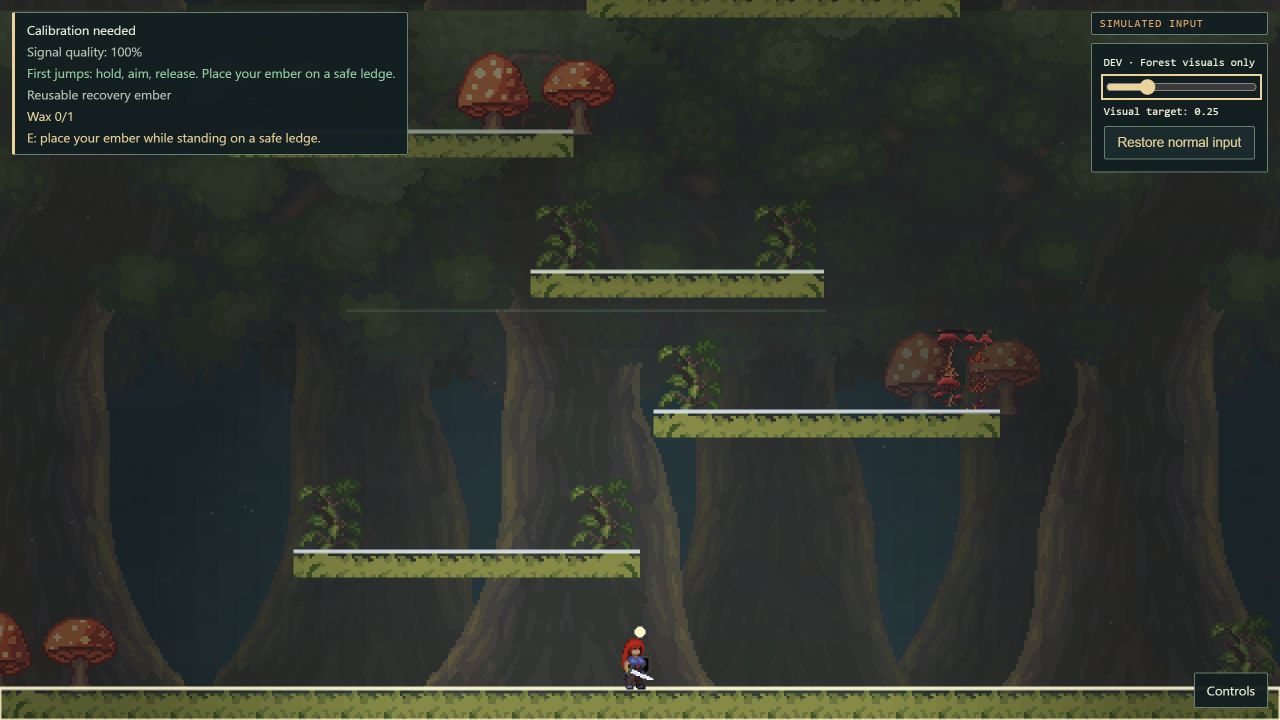 Calibration needed
Signal quality: 100%
First jumps: hold, aim, release. Place your ember on a safe ledge.
Reusable recovery ember
Wax 0/1
E: place your ember while standing on a safe ledge.
SIMULATED INPUT
DEV · Forest visuals only
Visual target: 0.25
Restore normal input
Controls